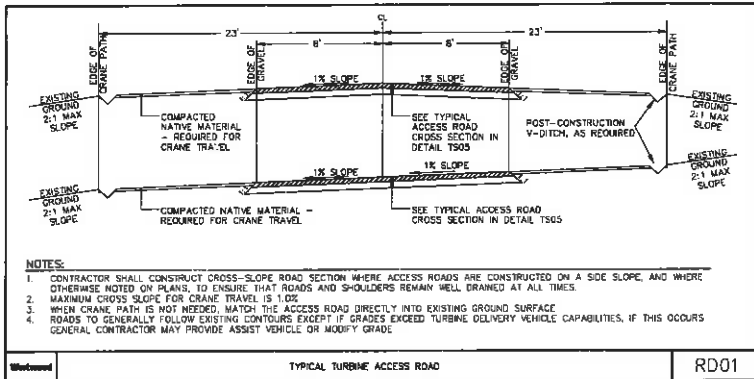 CL
23'
23'
8'
8'
EDGE OF
CRANE PATH
EDGE OF
GRAVEL
EDGE OF
GRAVEL
EDGE OF
CRANE PATH
1% SLOPE
1% SLOPE
EXISTING
GROUND
2:1 MAX
SLOPE
EXISTING
GROUND
2:1 MAX
SLOPE
COMPACTED
NATIVE MATERIAL
- REQUIRED FOR
CRANE TRAVEL
SEE TYPICAL
ACCESS ROAD
CROSS SECTION IN
DETAIL TS05
POST-CONSTRUCTION
V-DITCH, AS REQUIRED
1% SLOPE
1% SLOPE
EXISTING
GROUND
2:1 MAX
SLOPE
EXISTING
GROUND
2:1 MAX
SLOPE
COMPACTED NATIVE MATERIAL -
REQUIRED FOR CRANE TRAVEL
SEE TYPICAL ACCESS ROAD
CROSS SECTION IN DETAIL TS05
NOTES:
1. CONTRACTOR SHALL CONSTRUCT CROSS-SLOPE ROAD SECTION WHERE ACCESS ROADS ARE CONSTRUCTED ON A SIDE SLOPE, AND WHERE
OTHERWISE NOTED ON PLANS, TO ENSURE THAT ROADS AND SHOULDERS REMAIN WELL DRAINED AT ALL TIMES.
2. MAXIMUM CROSS SLOPE FOR CRANE TRAVEL IS 1.0%
3. WHEN CRANE PATH IS NOT NEEDED, MATCH THE ACCESS ROAD DIRECTLY INTO EXISTING GROUND SURFACE
4. ROADS TO GENERALLY FOLLOW EXISTING CONTOURS EXCEPT IF GRADES EXCEED TURBINE DELIVERY VEHICLE CAPABILITIES, IF THIS OCCURS
GENERAL CONTRACTOR MAY PROVIDE ASSIST VEHICLE OR MODIFY GRADE
Westwood
TYPICAL TURBINE ACCESS ROAD
RD01